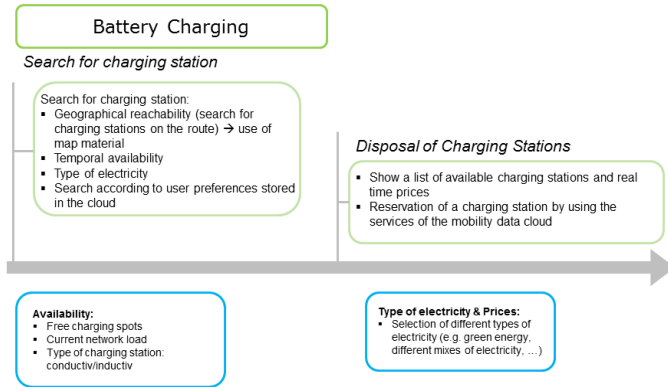 Battery Charging
Search for charging station
Search for charging station:
▪ Geographical reachability (search for
charging stations on the route) → use of
map material
▪ Temporal availability
▪ Type of electricity
▪ Search according to user preferences stored
in the cloud
Disposal of Charging Stations
▪ Show a list of available charging stations and real
time prices
▪ Reservation of a charging station by using the
services of the mobility data cloud
Availability:
▪ Free charging spots
▪ Current network load
▪ Type of charging station:
conductiv/inductiv
Type of electricity & Prices:
▪ Selection of different types of
electricity (e.g. green energy,
different mixes of electricity, …)